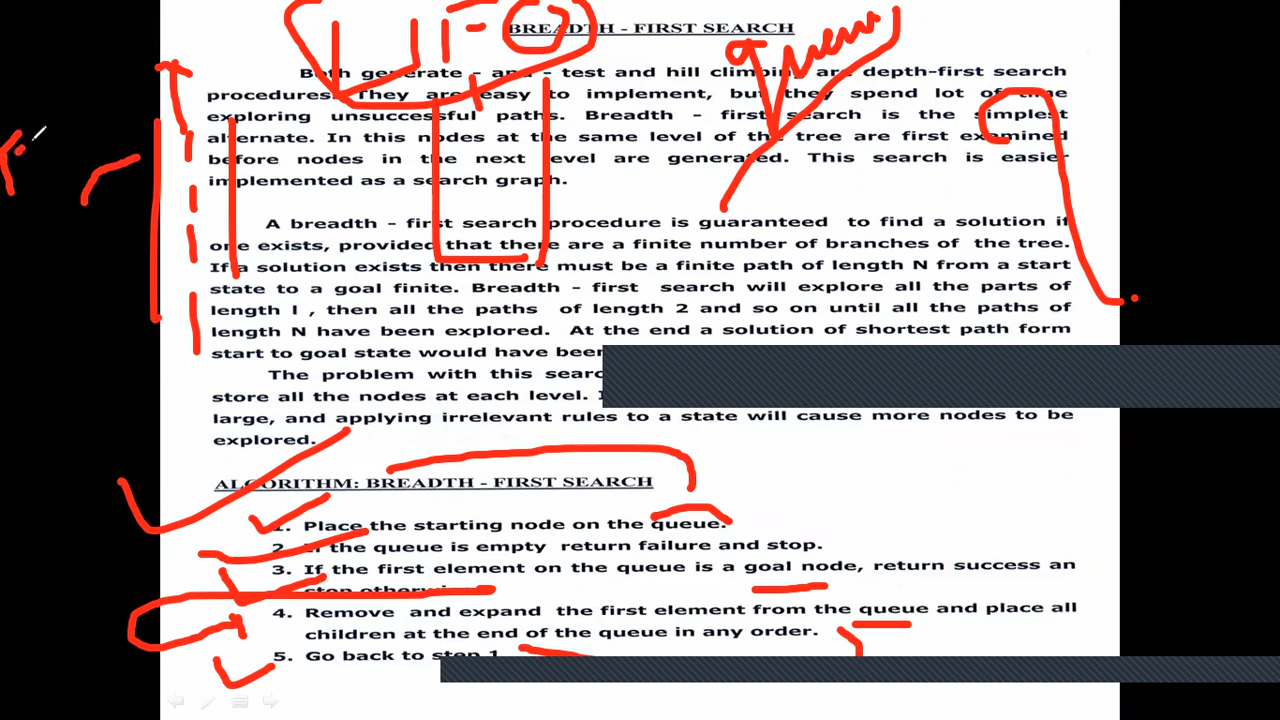 BREADTH - FIRST SEARCH
Both generate - and - test and hill climbing are depth-first search
procedures. They are easy to implement, but they spend lot of time
exploring unsuccessful paths. Breadth - first search is the simplest
alternate. In this nodes at the same level of the tree are first examined
before nodes in the next level are generated. This search is easier
implemented as a search graph.
A breadth - first search procedure is guaranteed to find a solution if
one exists, provided that there are a finite number of branches of the tree.
If a solution exists then there must be a finite path of length N from a start
state to a goal finite. Breadth - first search will explore all the parts of
length l , then all the paths of length 2 and so on until all the paths of
length N have been explored. At the end a solution of shortest path form
start to goal state would have been
The problem with this search
store all the nodes at each level.
large, and applying irrelevant rules to a state will cause more nodes to be
explored.
ALGORITHM: BREADTH - FIRST SEARCH
1. Place the starting node on the queue.
2. If the queue is empty return failure and stop.
3. If the first element on the queue is a goal node, return success an
stop otherwise
4. Remove and expand the first element from the queue and place all
children at the end of the queue in any order.
5. Go back to step 1